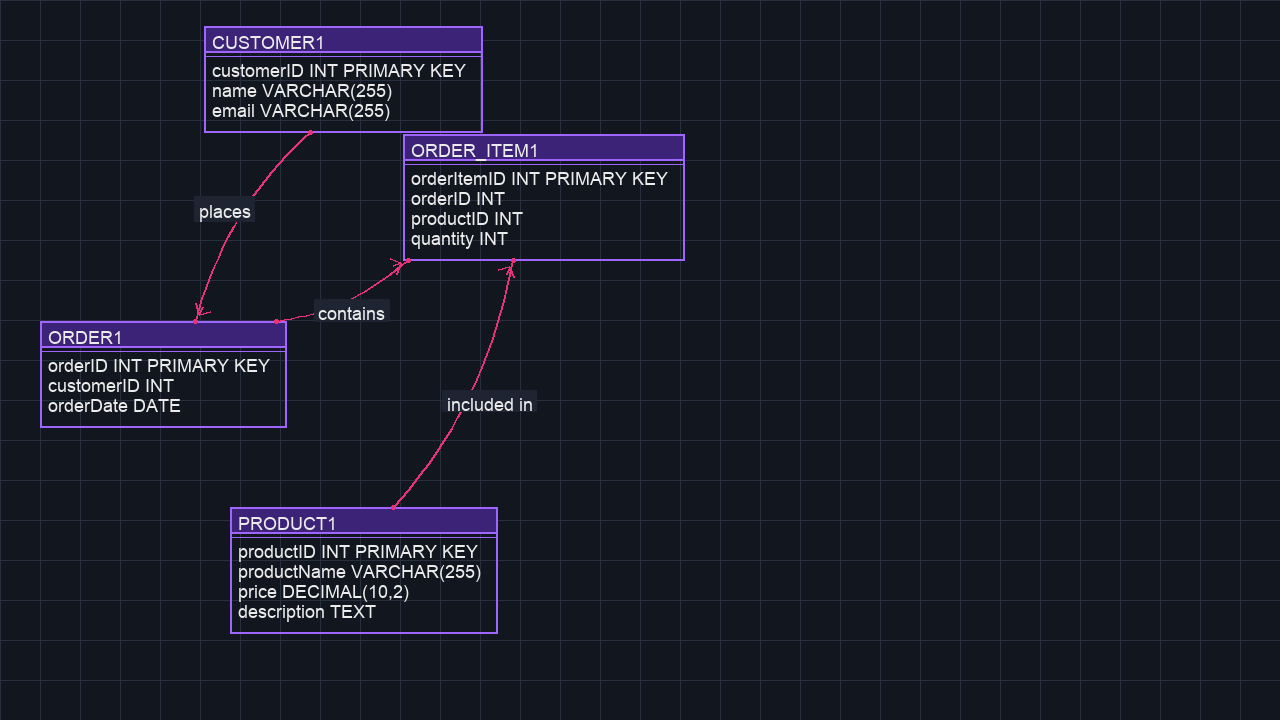 CUSTOMER1
customerID INT PRIMARY KEY
name VARCHAR(255)
email VARCHAR(255)
ORDER_ITEM1
orderItemID INT PRIMARY KEY
orderID INT
productID INT
quantity INT
places
contains
ORDER1
orderID INT PRIMARY KEY
customerID INT
orderDate DATE
included in
PRODUCT1
productID INT PRIMARY KEY
productName VARCHAR(255)
price DECIMAL(10,2)
description TEXT